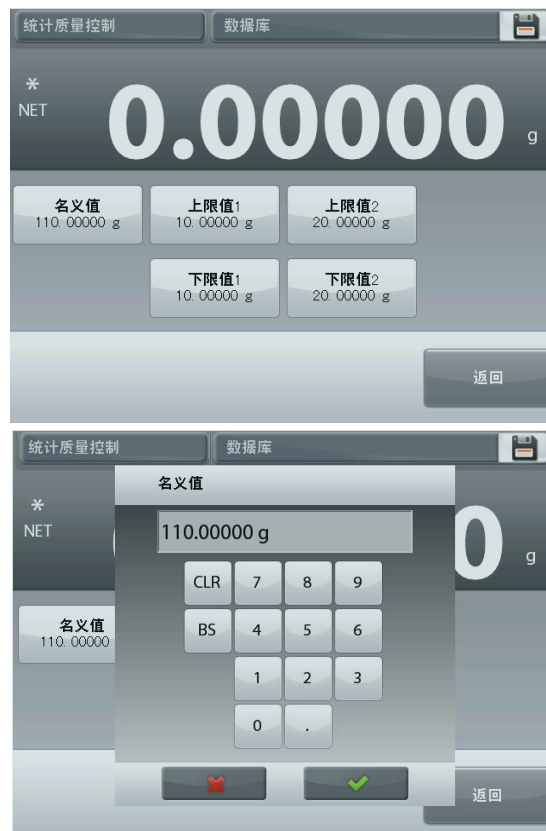 统计质量控制 数据库
*
NET
0.00000 g
名义值 上限值1 上限值2
110.00000 g 10.00000 g 20.00000 g
下限值1 下限值2
10.00000 g 20.00000 g
返回
统计质量控制 数据库
名义值
*
NET
110.00000 g
0 g
CLR 7 8 9
名义值
110.00000
BS 4 5 6
1 2 3
0 .
返回